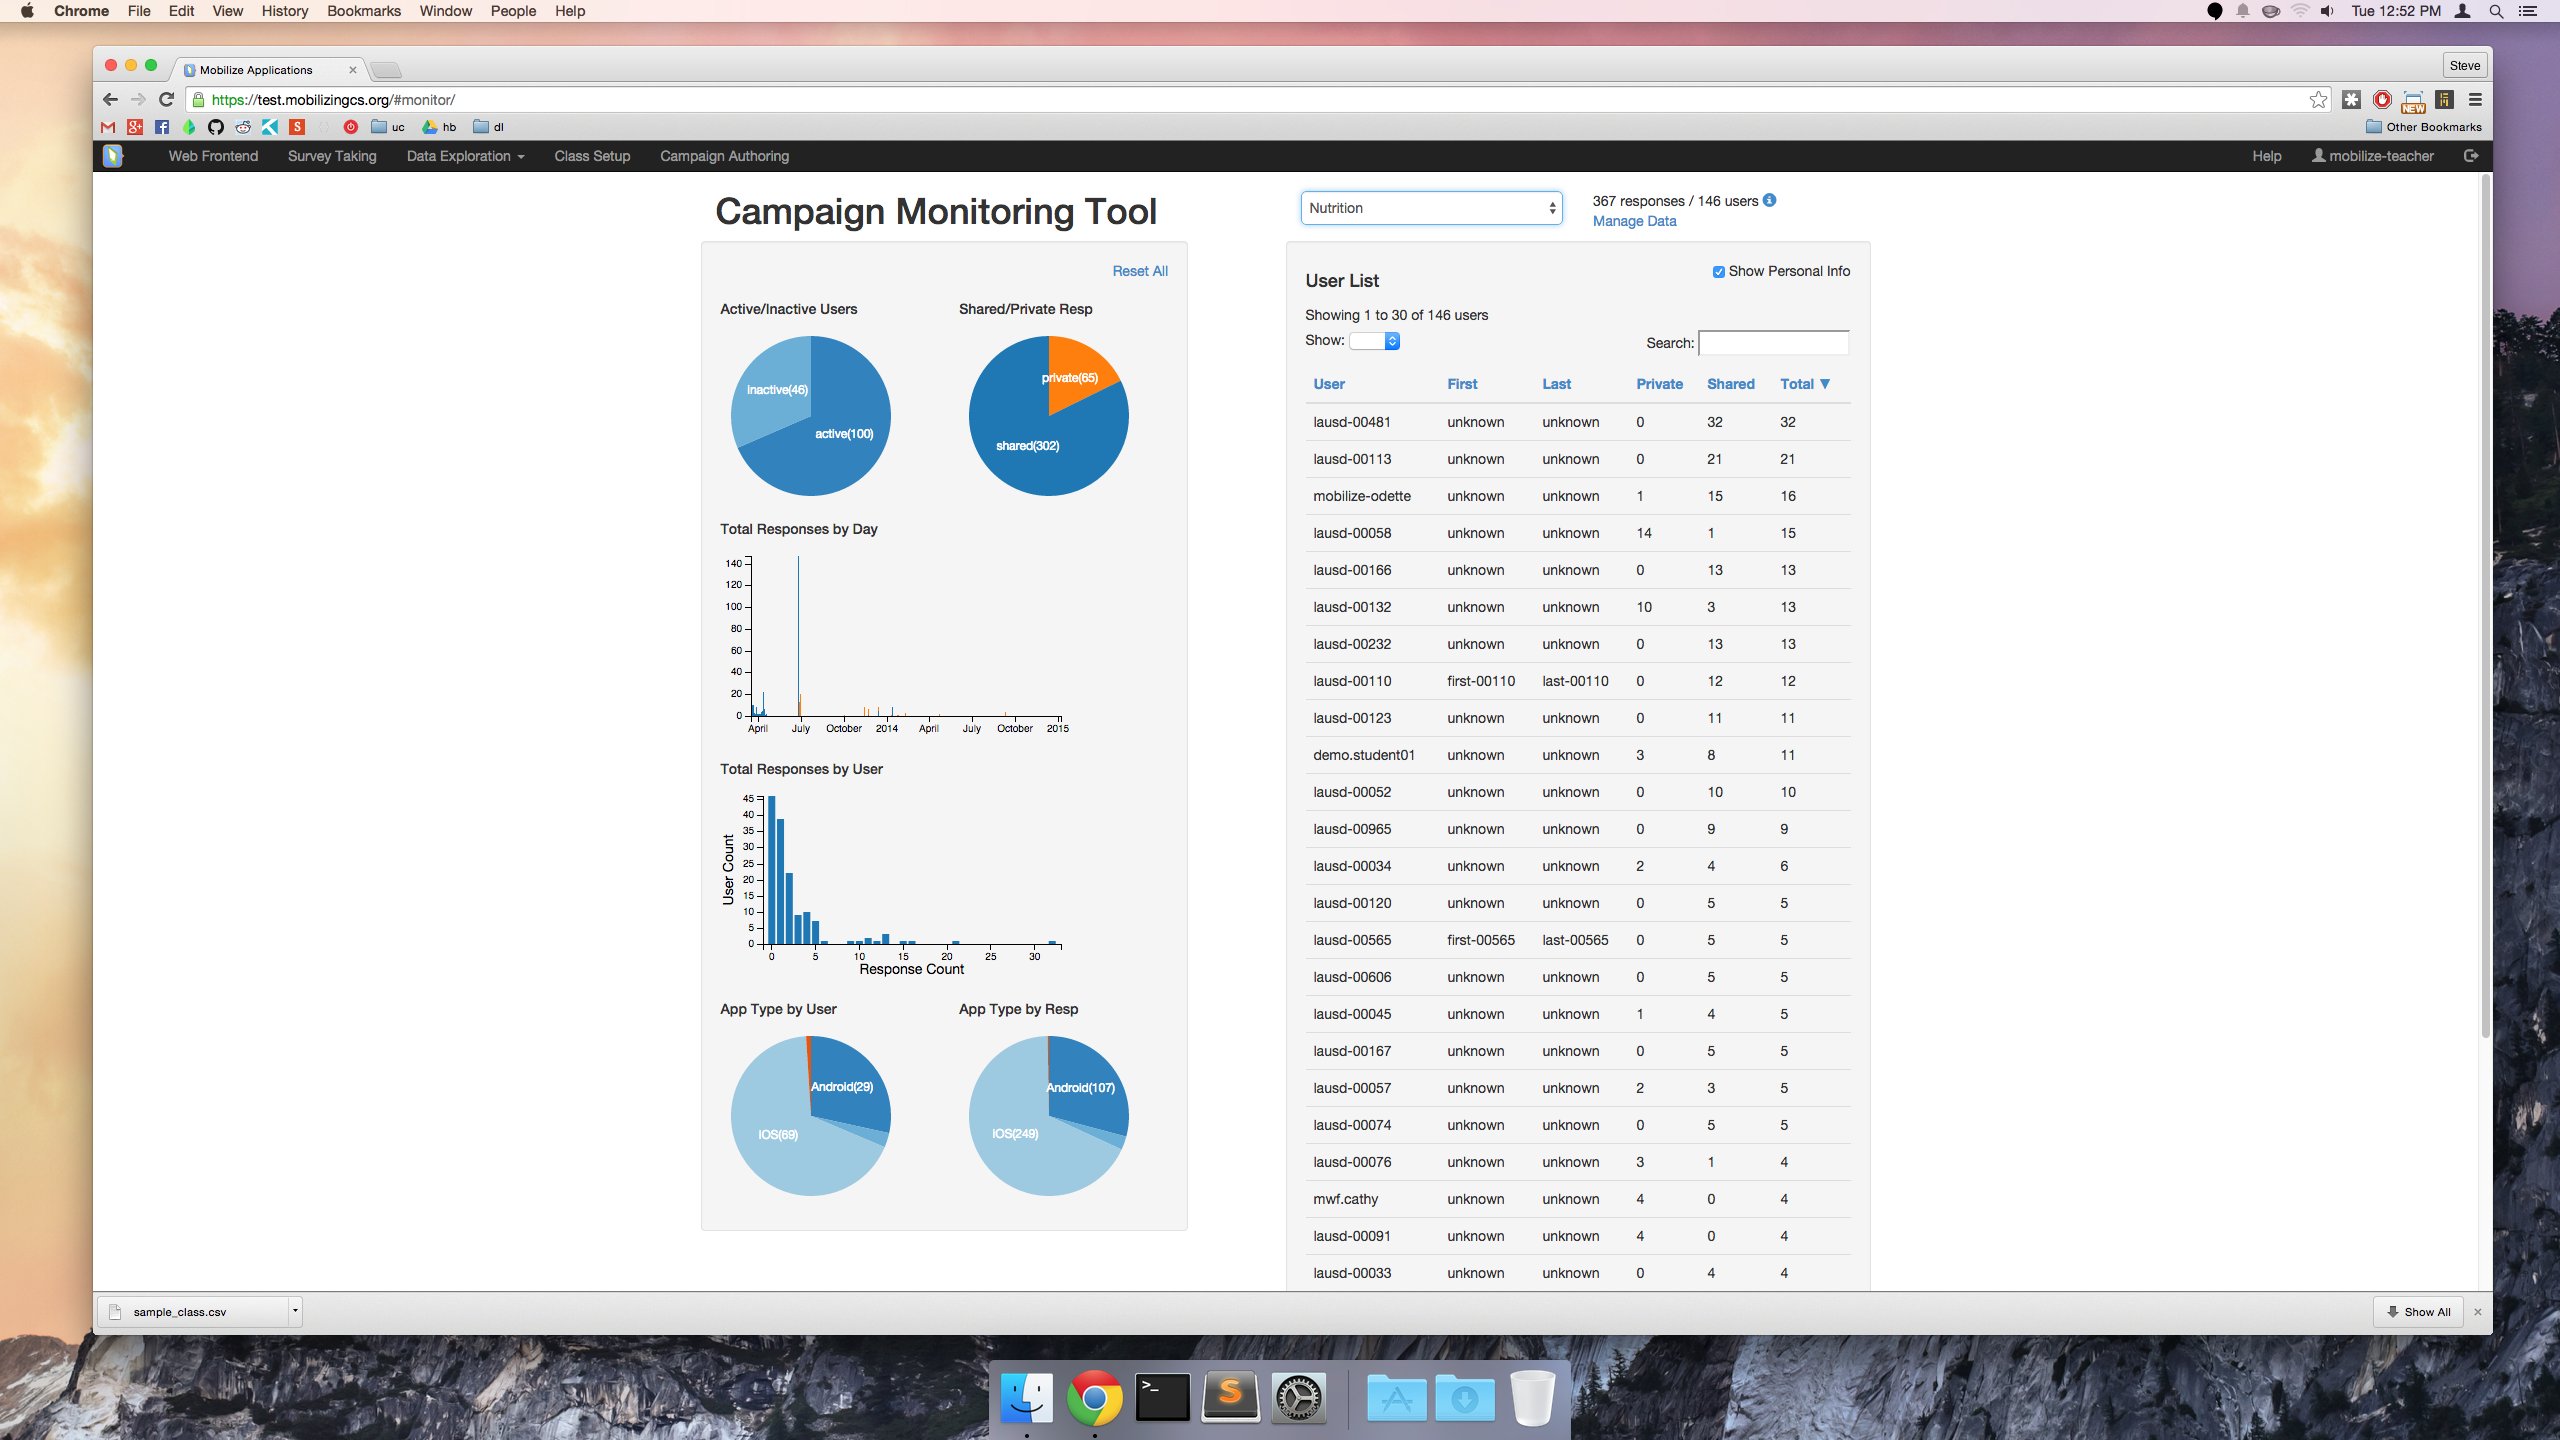 Chrome File Edit View History Bookmarks Window People Help Tue 12:52 PM
Mobilize Applications Steve
https://test.mobilizingcs.org/#monitor/
NEW
uc hb dl Other Bookmarks
Web Frontend Survey Taking Data Exploration Class Setup Campaign Authoring Help mobilize-teacher
Campaign Monitoring Tool
Nutrition
367 responses / 146 users
Manage Data
Reset All
Active/Inactive Users Shared/Private Resp
inactive(46)
active(100)
private(65)
shared(302)
Total Responses by Day
140
120
100
80
60
40
20
0
April July October 2014 April July October 2015
Total Responses by User
User Count
45
40
35
30
25
20
15
10
5
0
0 5 10 15 20 25 30
Response Count
App Type by User App Type by Resp
Android(29)
iOS(69)
Android(107)
iOS(249)
User List
Show Personal Info
Showing 1 to 30 of 146 users
Show:
Search:
User First Last Private Shared Total ▼
lausd-00481 unknown unknown 0 32 32
lausd-00113 unknown unknown 0 21 21
mobilize-odette unknown unknown 1 15 16
lausd-00058 unknown unknown 14 1 15
lausd-00166 unknown unknown 0 13 13
lausd-00132 unknown unknown 10 3 13
lausd-00232 unknown unknown 0 13 13
lausd-00110 first-00110 last-00110 0 12 12
lausd-00123 unknown unknown 0 11 11
demo.student01 unknown unknown 3 8 11
lausd-00052 unknown unknown 0 10 10
lausd-00965 unknown unknown 0 9 9
lausd-00034 unknown unknown 2 4 6
lausd-00120 unknown unknown 0 5 5
lausd-00565 first-00565 last-00565 0 5 5
lausd-00606 unknown unknown 0 5 5
lausd-00045 unknown unknown 1 4 5
lausd-00167 unknown unknown 0 5 5
lausd-00057 unknown unknown 2 3 5
lausd-00074 unknown unknown 0 5 5
lausd-00076 unknown unknown 3 1 4
mwf.cathy unknown unknown 4 0 4
lausd-00091 unknown unknown 4 0 4
lausd-00033 unknown unknown 0 4 4
sample_class.csv Show All